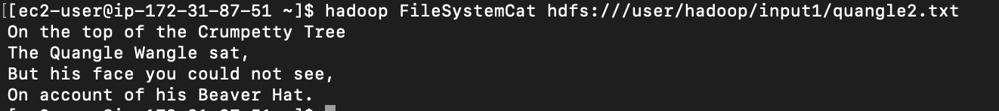 [[ec2-user@ip-172-31-87-51 ~]$ hadoop FileSystemCat hdfs:///user/hadoop/input1/quangle2.txt
On the top of the Crumpetty Tree
The Quangle Wangle sat,
But his face you could not see,
On account of his Beaver Hat.